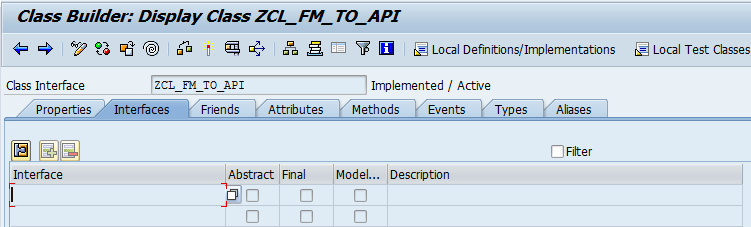 Class Builder: Display Class ZCL_FM_TO_API
Local Definitions/Implementations Local Test Classes
Class Interface ZCL_FM_TO_API Implemented / Active
Properties Interfaces Friends Attributes Methods Events Types Aliases
Filter
Interface Abstract Final Model... Description